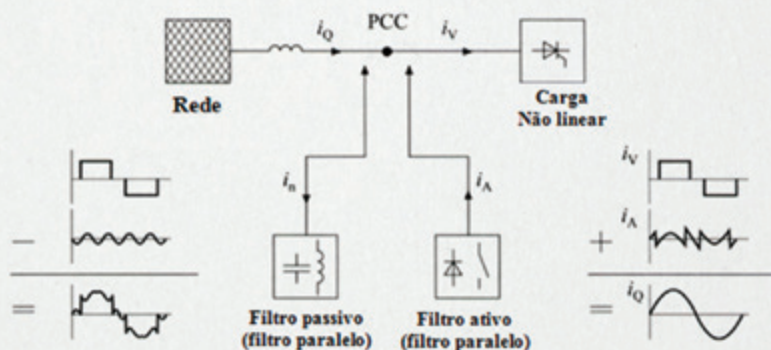 i_Q PCC i_V
Rede
Carga
Não linear
i_n i_A
i_V
i_A
−
+
=
= i_Q
Filtro passivo
(filtro paralelo)
Filtro ativo
(filtro paralelo)